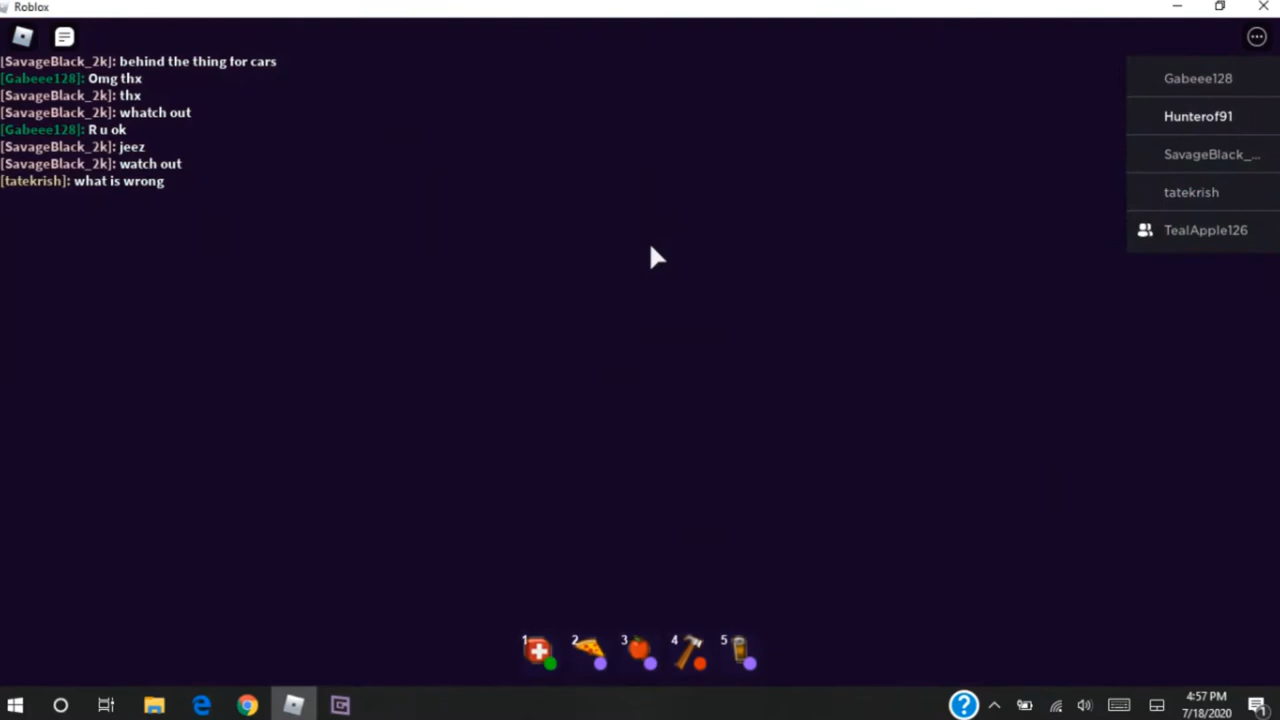 Roblox
[SavageBlack_2k]: behind the thing for cars
[Gabeee128]: Omg thx
[SavageBlack_2k]: thx
[SavageBlack_2k]: whatch out
[Gabeee128]: R u ok
[SavageBlack_2k]: jeez
[SavageBlack_2k]: watch out
[tatekrish]: what is wrong
Gabeee128
Hunterof91
SavageBlack_...
tatekrish
TealApple126
1 2 3 4 5
4:57 PM
7/18/2020
1